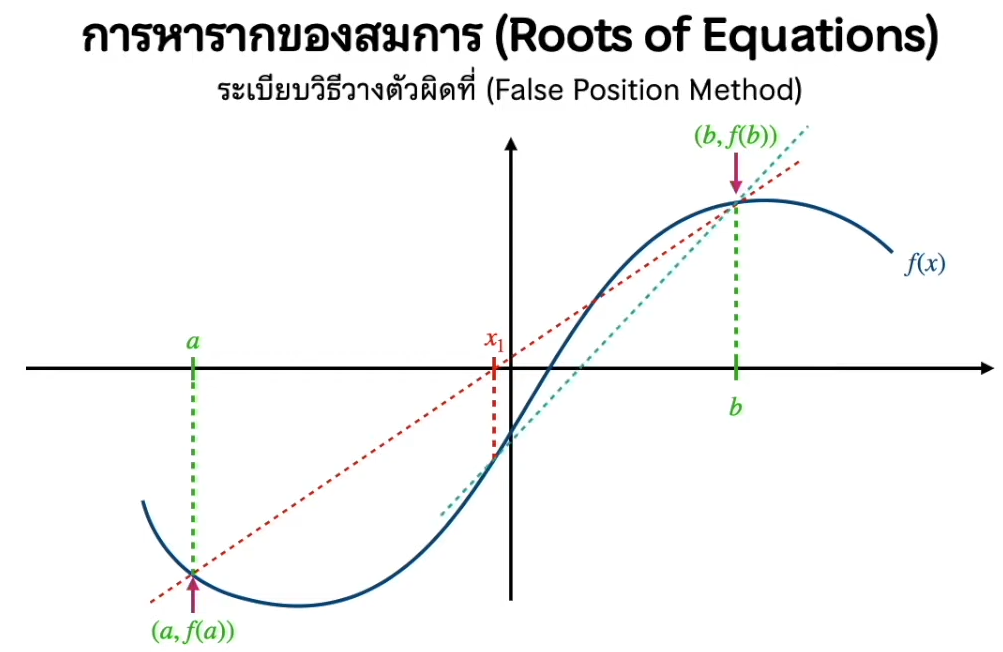 การหารากของสมการ (Roots of Equations)
ระเบียบวิธีวางตัวผิดที่ (False Position Method)
(b, f(b))
f(x)
a
x₁
b
(a, f(a))